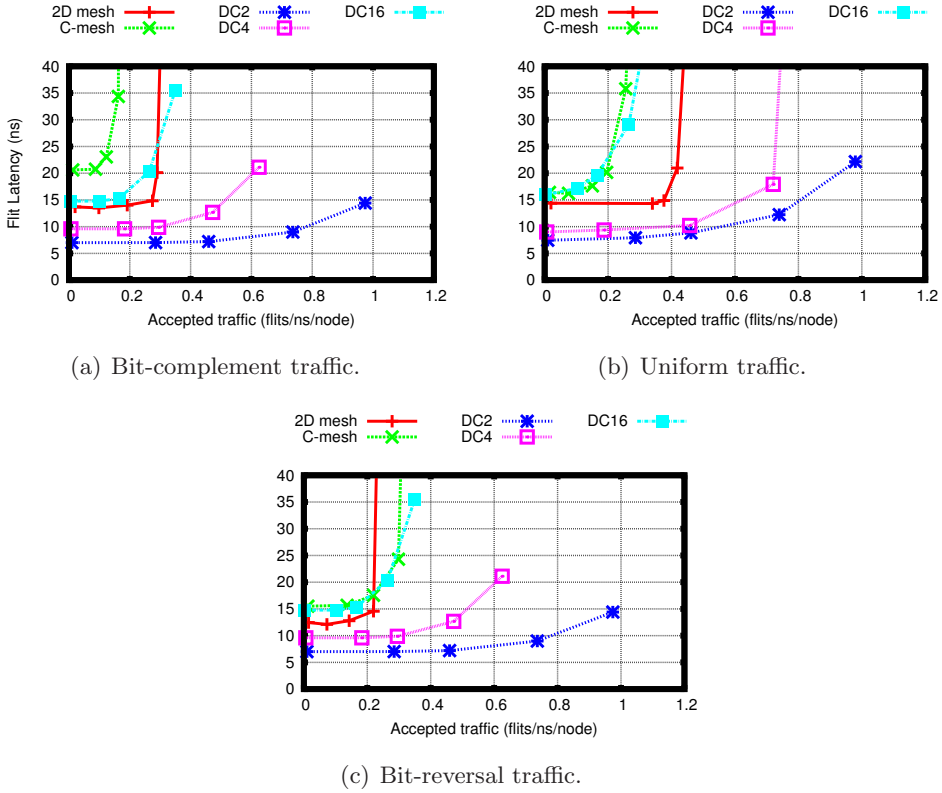 2D mesh DC2 DC16
C-mesh DC4
40
35
30
25
20
15
10
5
0
Flit Latency (ns)
0 0.2 0.4 0.6 0.8 1 1.2
Accepted traffic (flits/ns/node)
(a) Bit-complement traffic.
2D mesh DC2 DC16
C-mesh DC4
40
35
30
25
20
15
10
5
0
0 0.2 0.4 0.6 0.8 1 1.2
Accepted traffic (flits/ns/node)
(b) Uniform traffic.
2D mesh DC2 DC16
C-mesh DC4
40
35
30
25
20
15
10
5
0
0 0.2 0.4 0.6 0.8 1 1.2
Accepted traffic (flits/ns/node)
(c) Bit-reversal traffic.